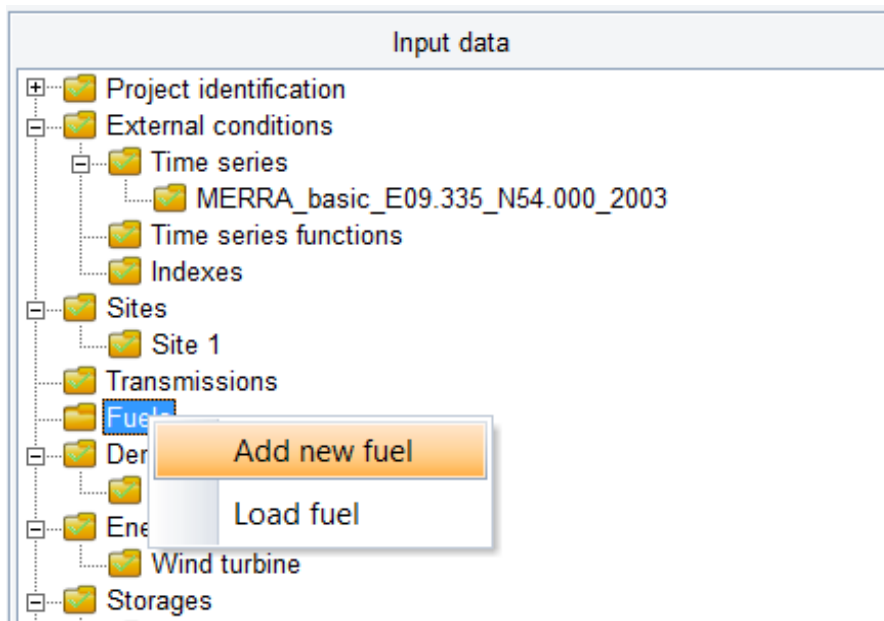 Input data
Project identification
External conditions
Time series
MERRA_basic_E09.335_N54.000_2003
Time series functions
Indexes
Sites
Site 1
Transmissions
Add new fuel
Load fuel
Wind turbine
Storages